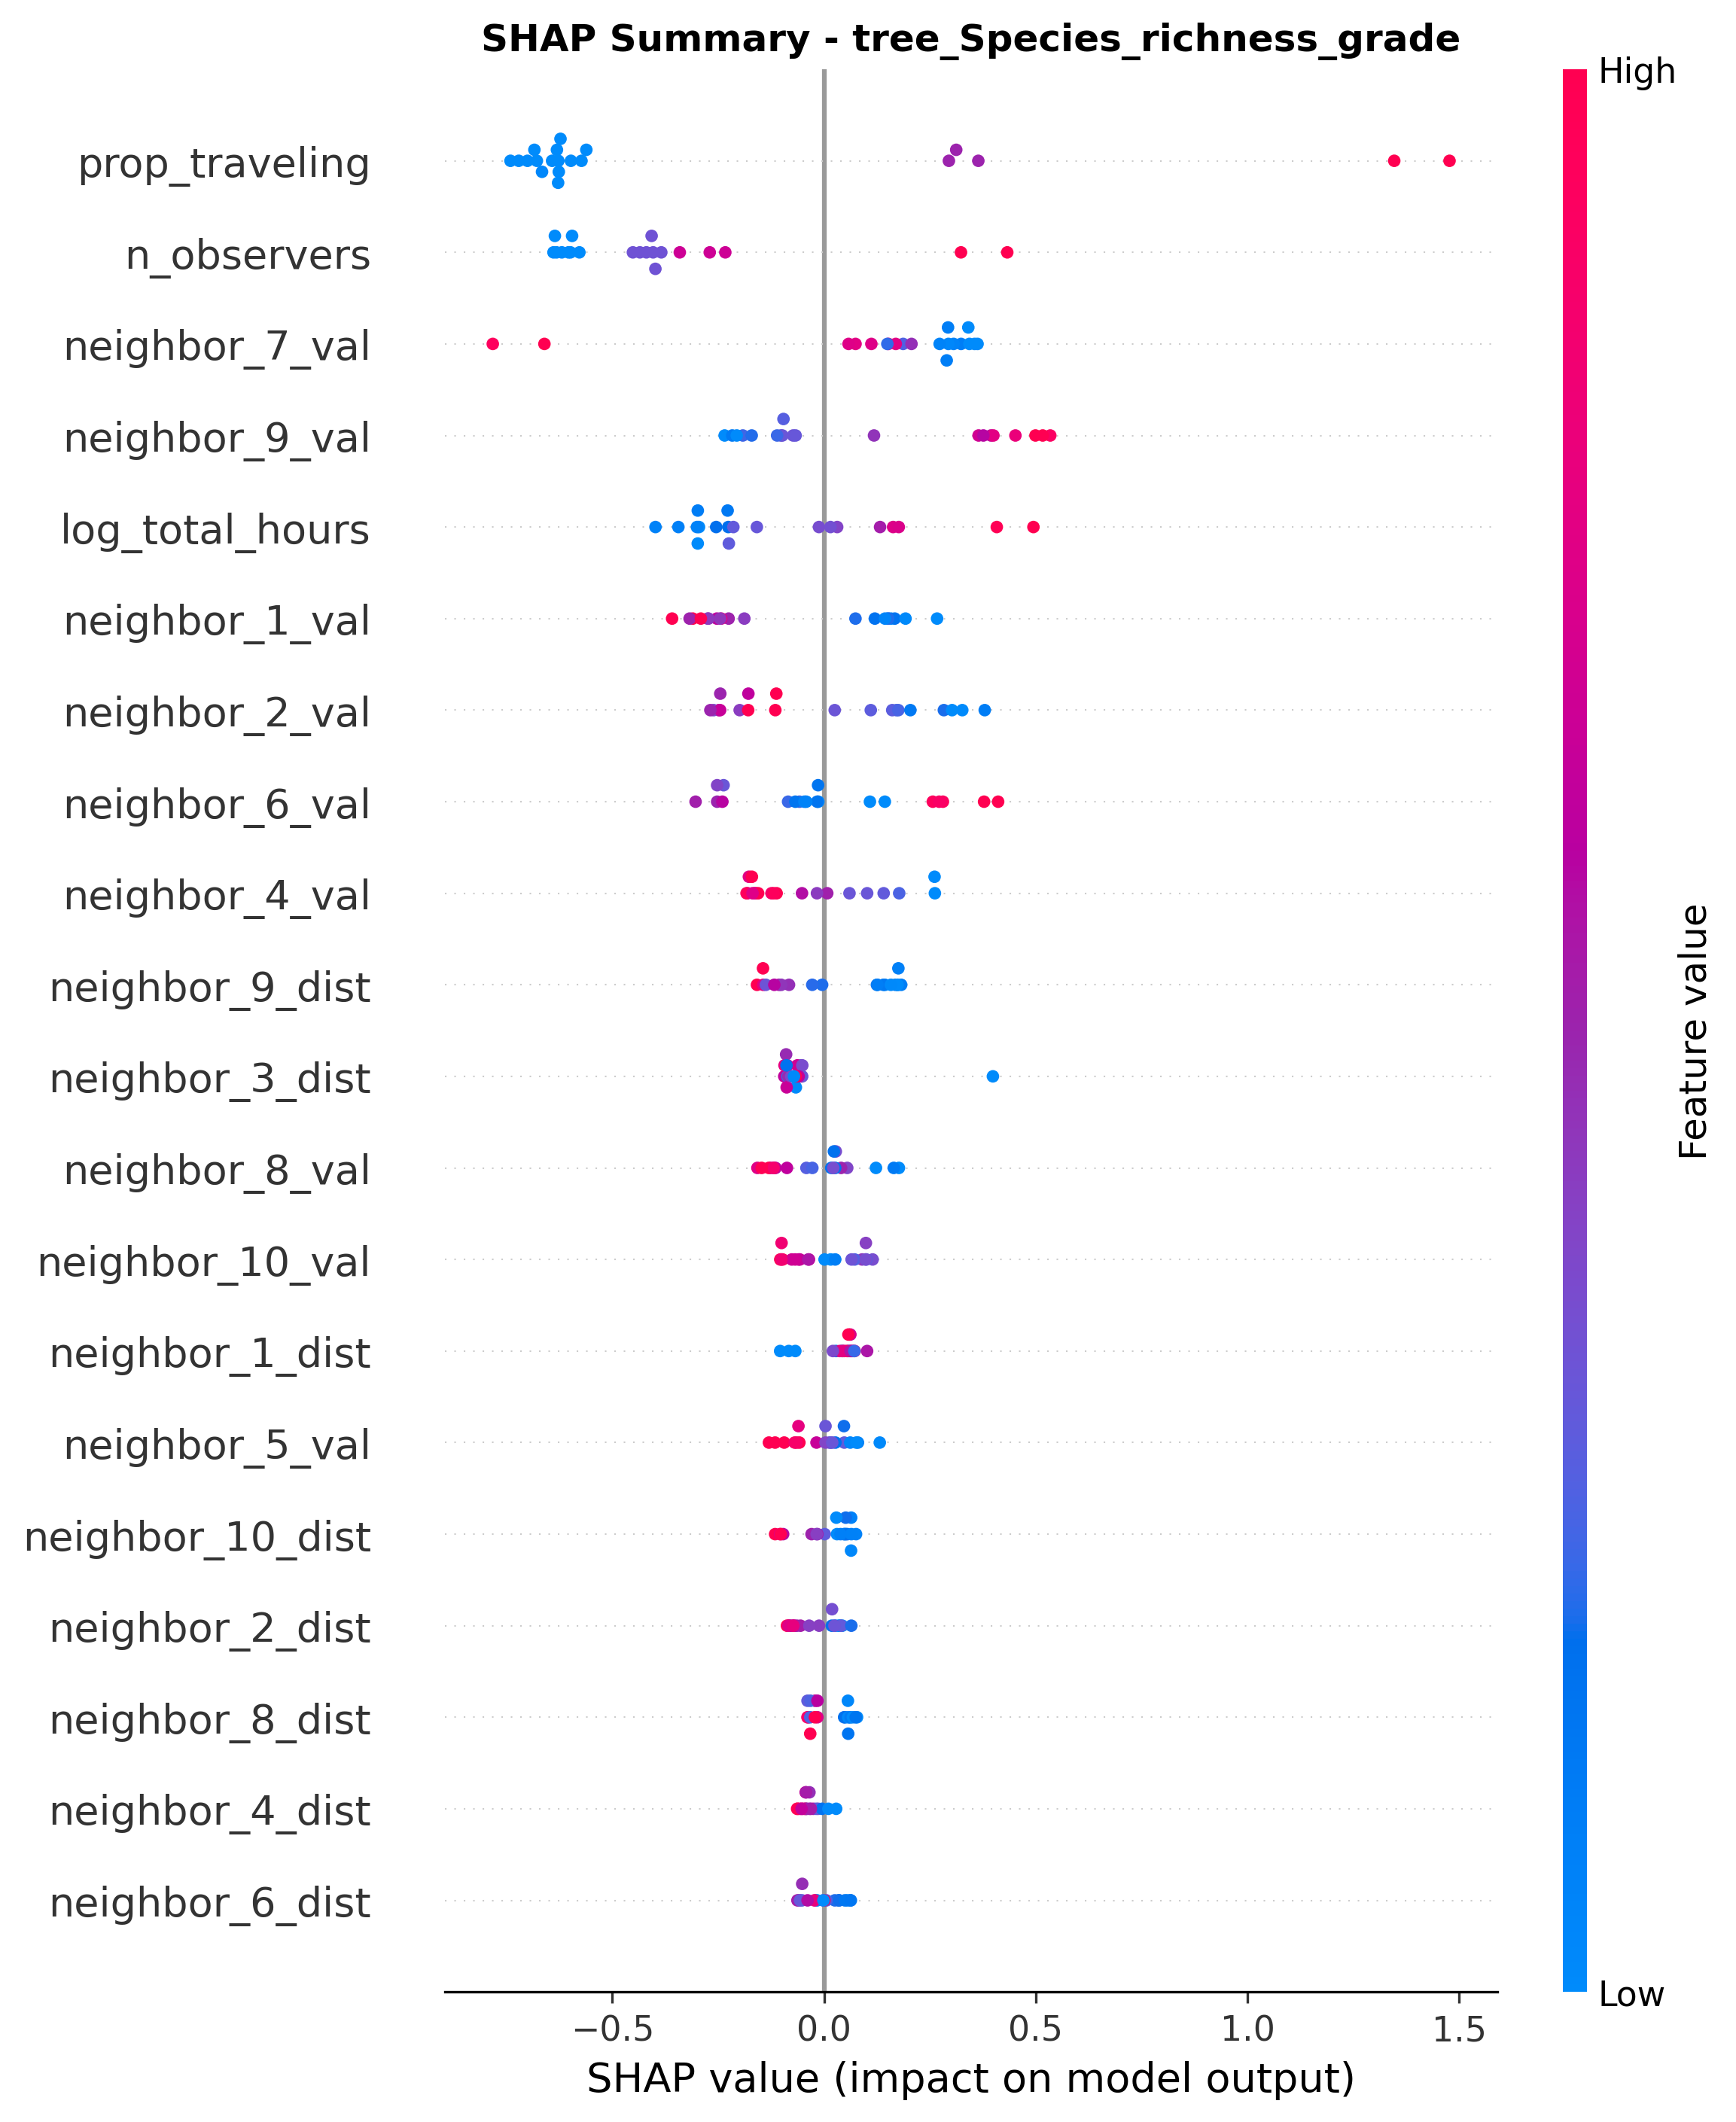 SHAP Summary - tree_Species_richness_grade
High
prop_traveling
n_observers
neighbor_7_val
neighbor_9_val
log_total_hours
neighbor_1_val
neighbor_2_val
neighbor_6_val
neighbor_4_val
neighbor_9_dist
neighbor_3_dist
neighbor_8_val
neighbor_10_val
neighbor_1_dist
neighbor_5_val
neighbor_10_dist
neighbor_2_dist
neighbor_8_dist
neighbor_4_dist
neighbor_6_dist
Feature value
Low
−0.5 0.0 0.5 1.0 1.5
SHAP value (impact on model output)